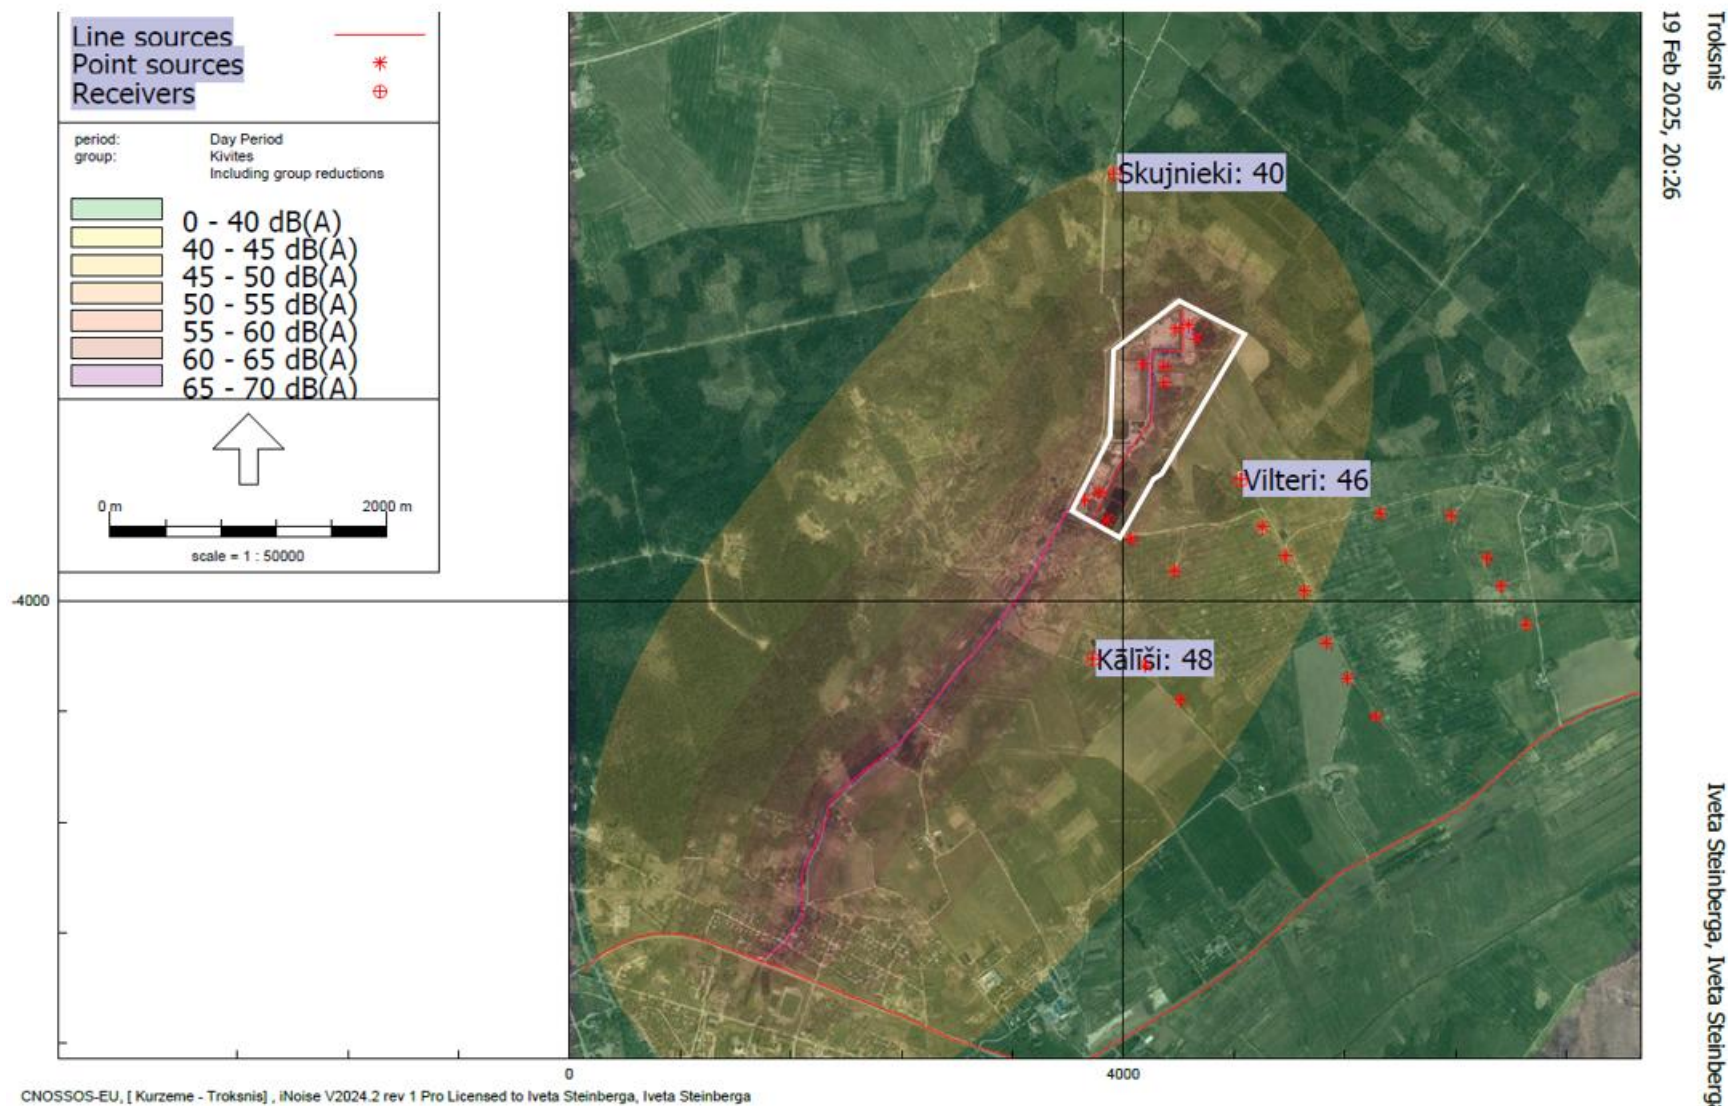 Line sources
Point sources
Receivers
period: Day Period
group: Kivites
Including group reductions
0 - 40 dB(A)
40 - 45 dB(A)
45 - 50 dB(A)
50 - 55 dB(A)
55 - 60 dB(A)
60 - 65 dB(A)
65 - 70 dB(A)
0 m 2000 m
scale = 1 : 50000
Skujnieki: 40
Vilteri: 46
-4000
Kālīši: 48
0 4000
CNOSSOS-EU, [ Kurzeme - Troksnis] , iNoise V2024.2 rev 1 Pro Licensed to Iveta Steinberga, Iveta Steinberga
Troksnis
19 Feb 2025, 20:26
Iveta Steinberga, Iveta Steinberga